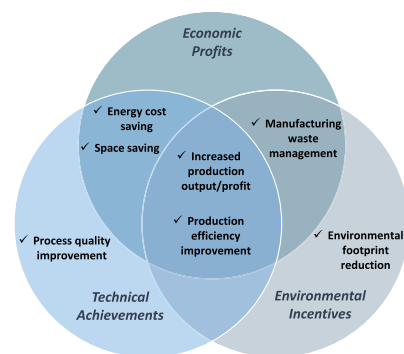 Economic
Profits
✓ Energy cost
saving
✓ Space saving
✓ Manufacturing
waste
management
✓ Increased
production
output/profit
✓ Production
efficiency
improvement
✓ Process quality
improvement
✓ Environmental
footprint
reduction
Technical
Achievements
Environmental
Incentives